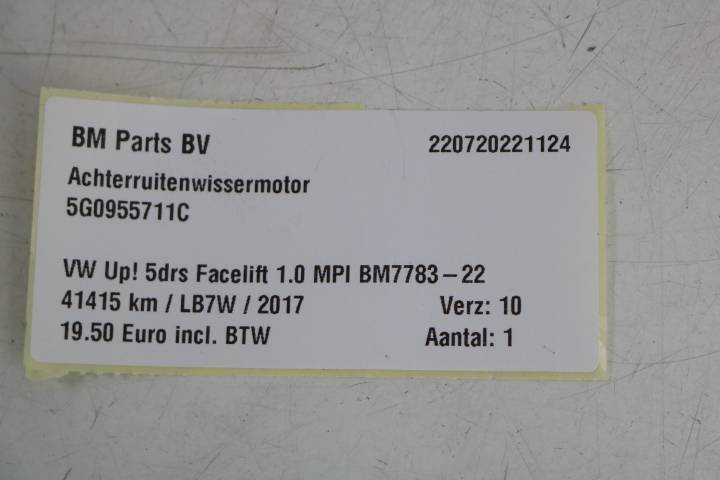 BM Parts BV 220720221124
Achterruitenwissermotor
5G0955711C
VW Up! 5drs Facelift 1.0 MPI BM7783-22
41415 km / LB7W / 2017 Verz: 10
19.50 Euro incl. BTW Aantal: 1